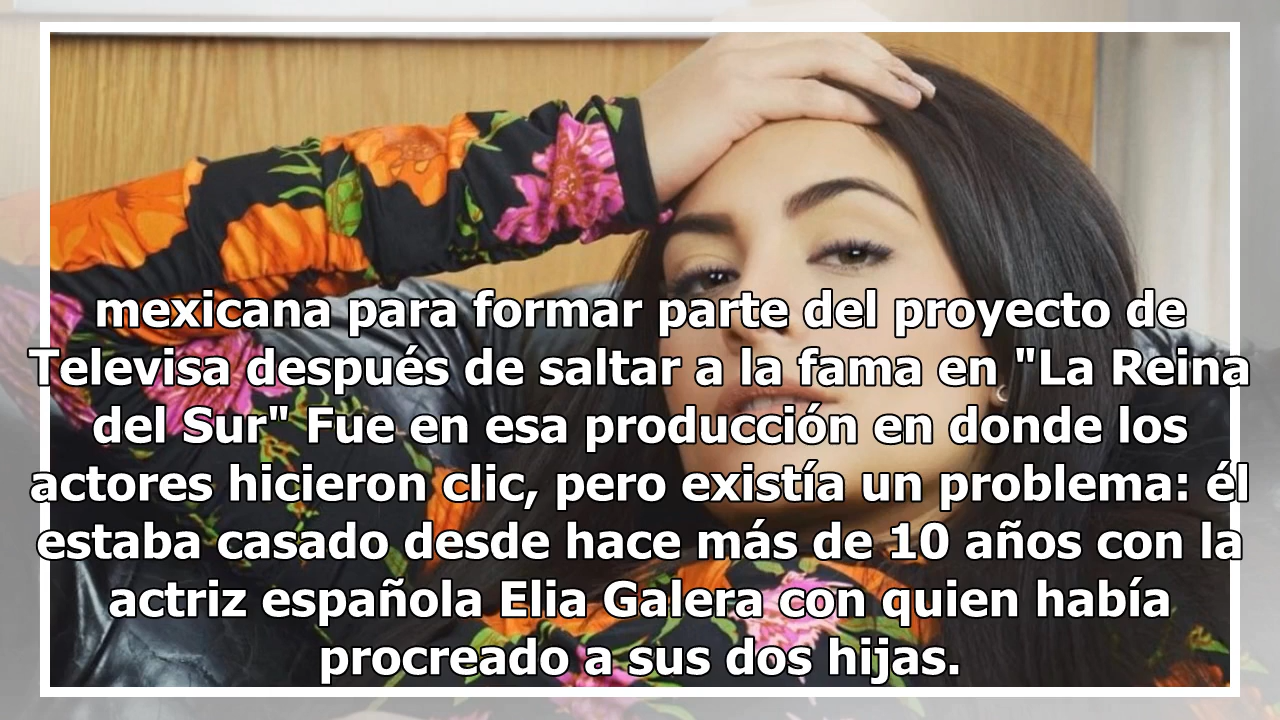 mexicana para formar parte del proyecto de
Televisa después de saltar a la fama en "La Reina
del Sur" Fue en esa producción en donde los
actores hicieron clic, pero existía un problema: él
estaba casado desde hace más de 10 años con la
actriz española Elia Galera con quien había
procreado a sus dos hijas.